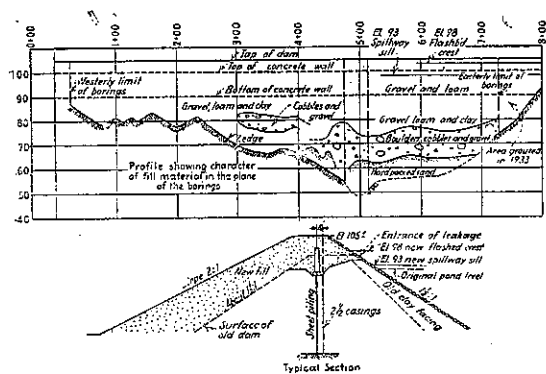 0+00
1+00
2+00
3+00
4+00
5+00
6+00
7+00
8+00
Top of dam
Top of concrete wall
El. 93
Spillway
sill
El. 98
Flashb'd
crest
Westerly limit
of borings
Bottom of concrete wall
Easterly limit of
borings
Gravel, loam and clay
Cobbles and
gravel
Gravel and loam
Gravel loam and clay
Ledge
Boulders, cobbles and gravel
Hard packed sand
Area grouted
in 1933
Profile showing character
of fill material in the plane
of the borings
100
90
80
70
60
50
40
El. 105
Entrance of leakage
El. 98 new flashed crest
El. 93 new spillway sill
Original pond level
Slope 2:1
New fill
Surface of
old dam
Steel piling
2½ casings
Old clay facing
Typical Section